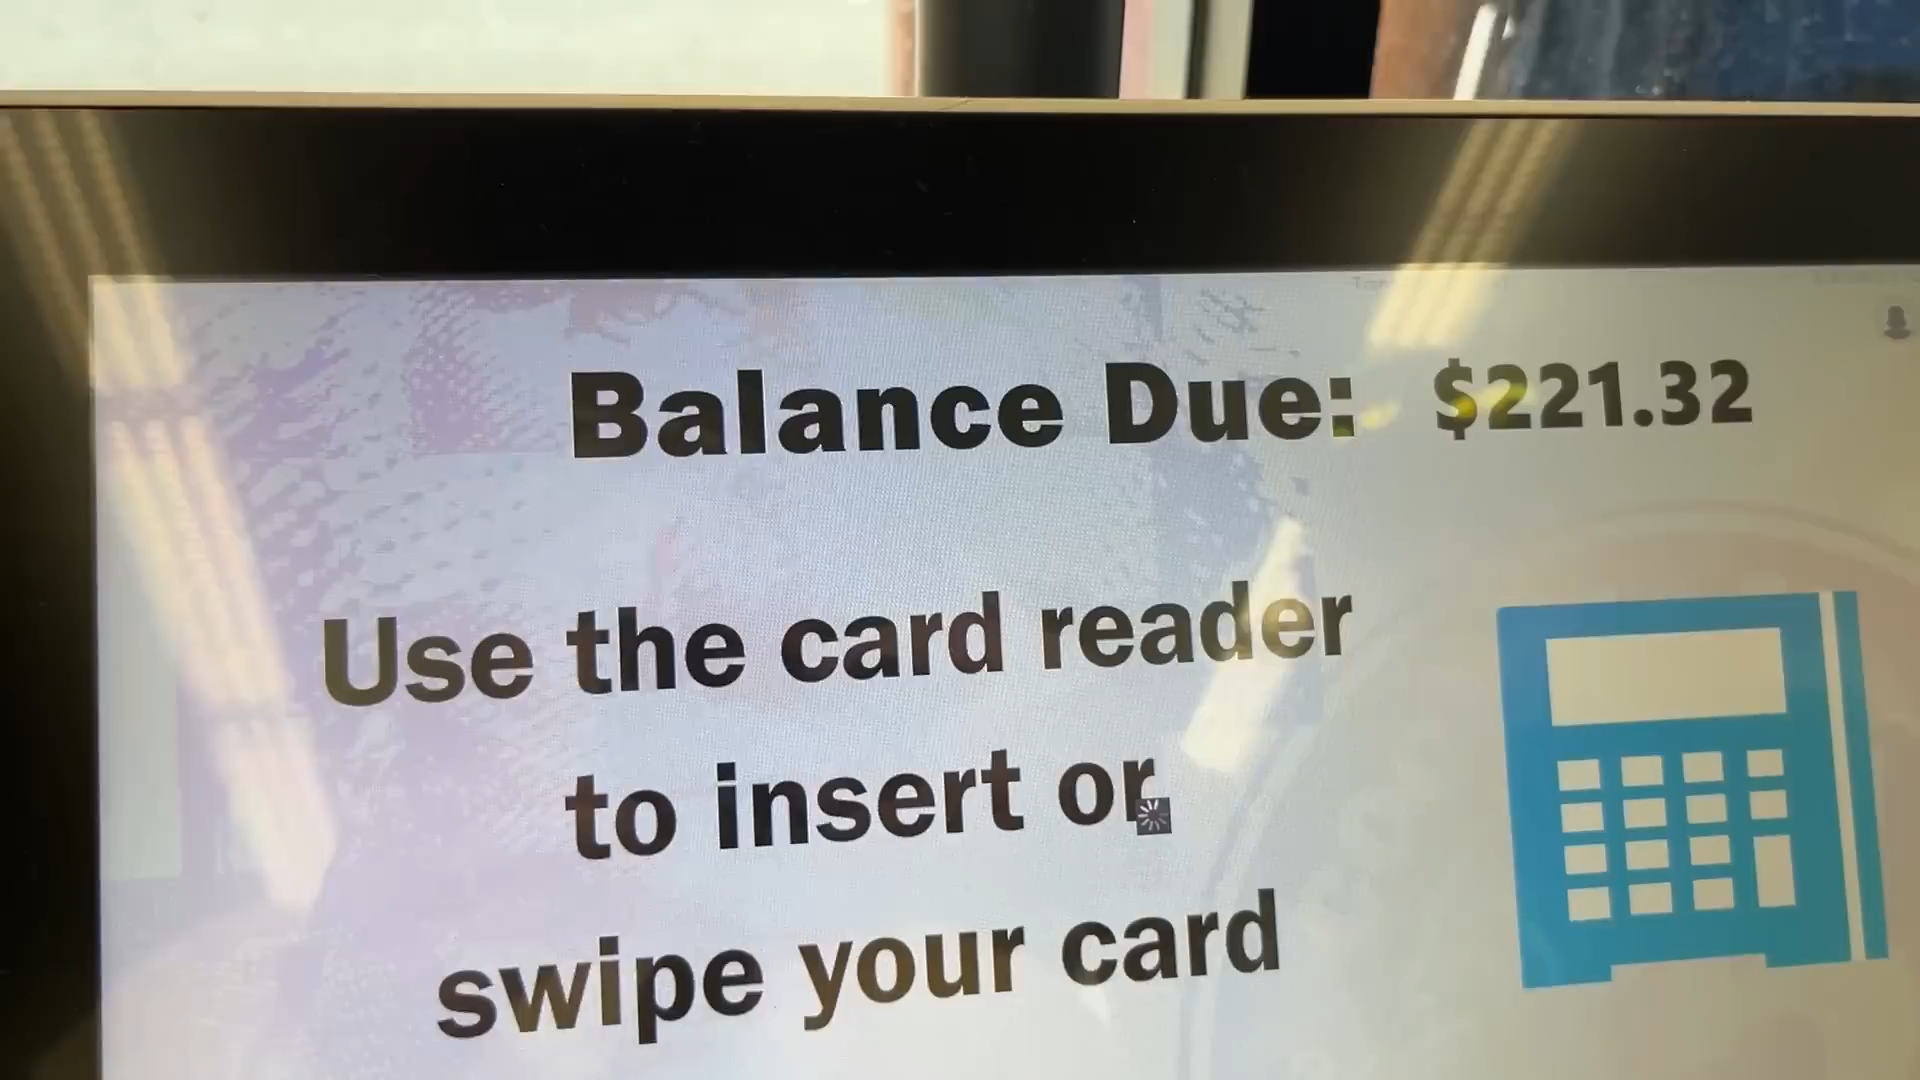 Balance Due: $221.32
Use the card reader
to insert or
swipe your card